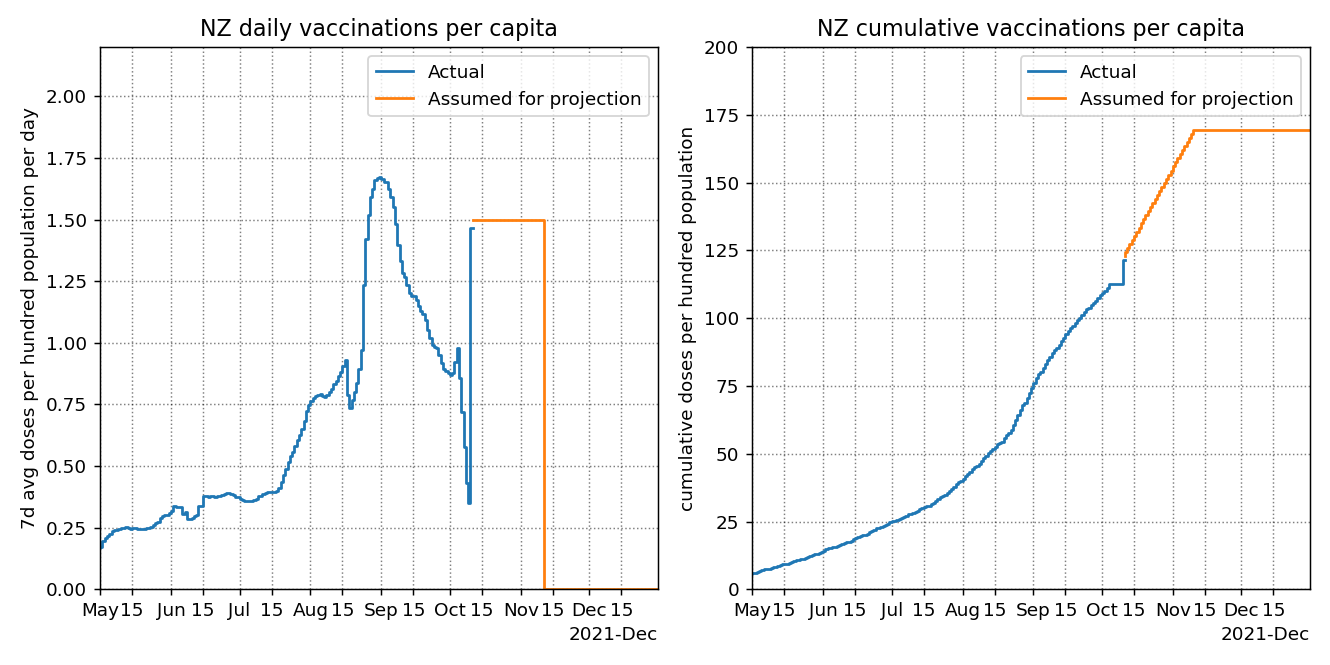 NZ daily vaccinations per capita
7d avg doses per hundred population per day
2.00
1.75
1.50
1.25
1.00
0.75
0.50
0.25
0.00
Actual
Assumed for projection
May 15 Jun 15 Jul 15 Aug 15 Sep 15 Oct 15 Nov 15 Dec 15
2021-Dec
NZ cumulative vaccinations per capita
cumulative doses per hundred population
200
175
150
125
100
75
50
25
0
Actual
Assumed for projection
May 15 Jun 15 Jul 15 Aug 15 Sep 15 Oct 15 Nov 15 Dec 15
2021-Dec